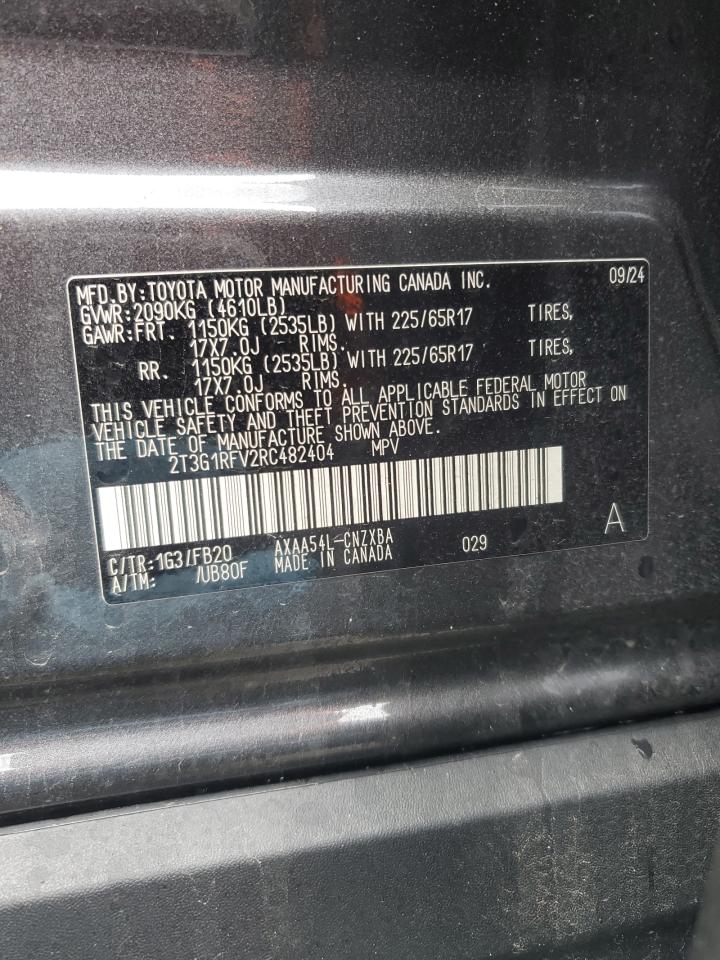 MFD.BY:TOYOTA MOTOR MANUFACTURING CANADA INC. 09/24
GVWR:2090KG (4610LB)
GAWR:FRT. 1150KG (2535LB) WITH 225/65R17 TIRES,
17X7.0J RIMS.
RR. 1150KG (2535LB) WITH 225/65R17 TIRES,
17X7.0J RIMS.
THIS VEHICLE CONFORMS TO ALL APPLICABLE FEDERAL MOTOR
VEHICLE SAFETY AND THEFT PREVENTION STANDARDS IN EFFECT ON
THE DATE OF MANUFACTURE SHOWN ABOVE.
2T3G1RFV2RC482404 MPV
C/TR:1G3/FB20 AXAA54L-CNZXBA 029 A
A/TM: /UB80F MADE IN CANADA